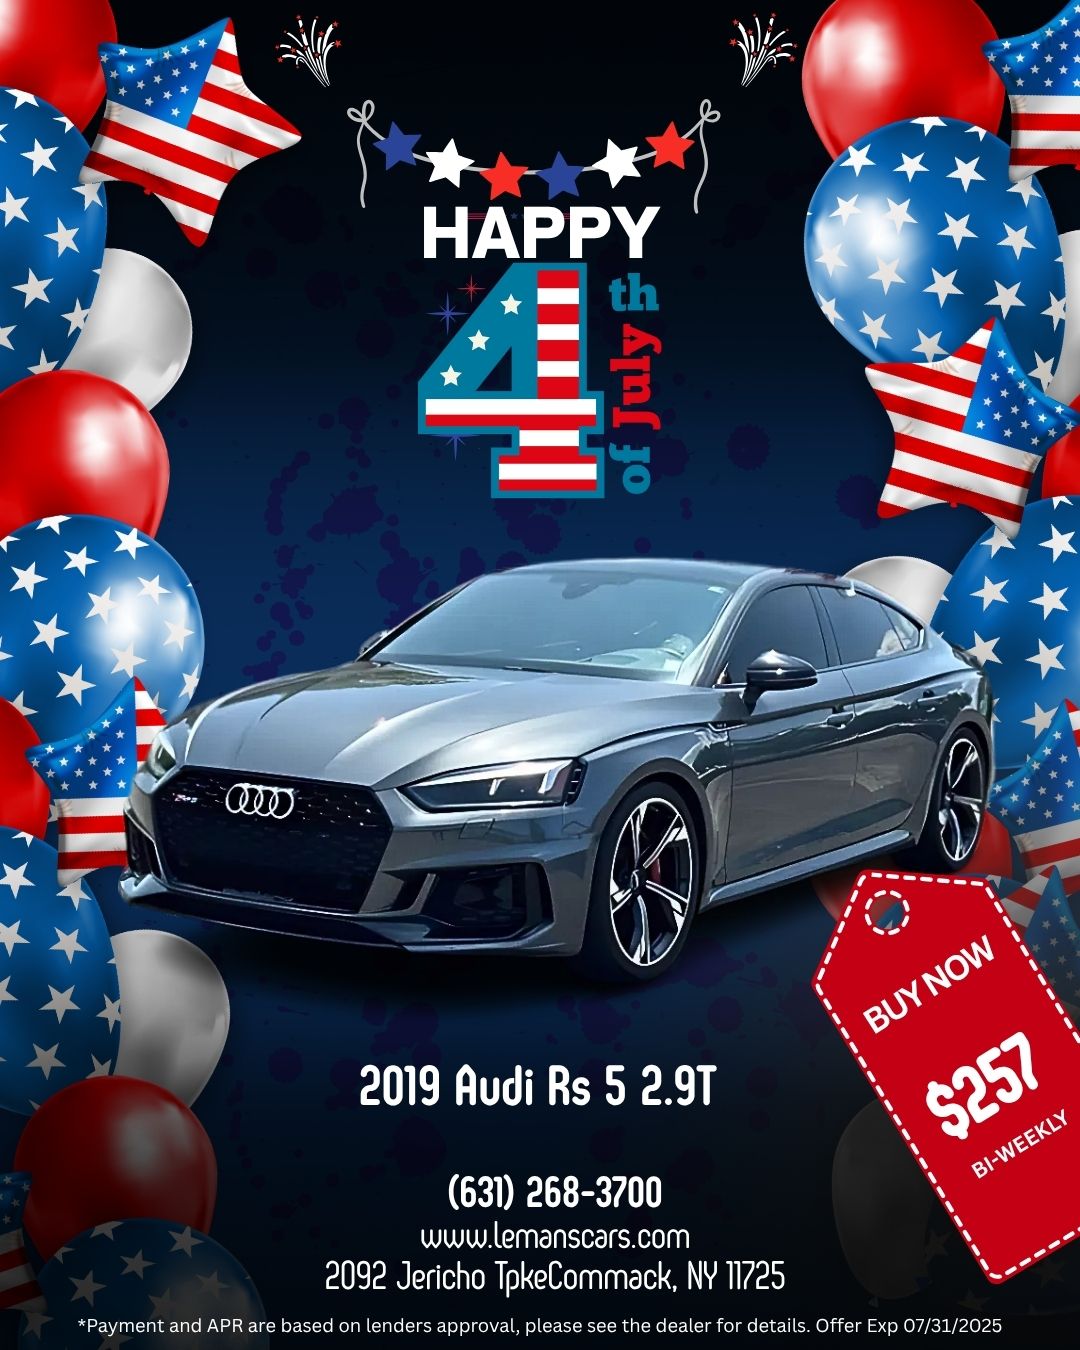 HAPPY
4th
of July
BUY NOW
$257
BI-WEEKLY
2019 Audi Rs 5 2.9T
(631) 268-3700
www.lemanscars.com
2092 Jericho TpkeCommack, NY 11725
*Payment and APR are based on lenders approval, please see the dealer for details. Offer Exp 07/31/2025